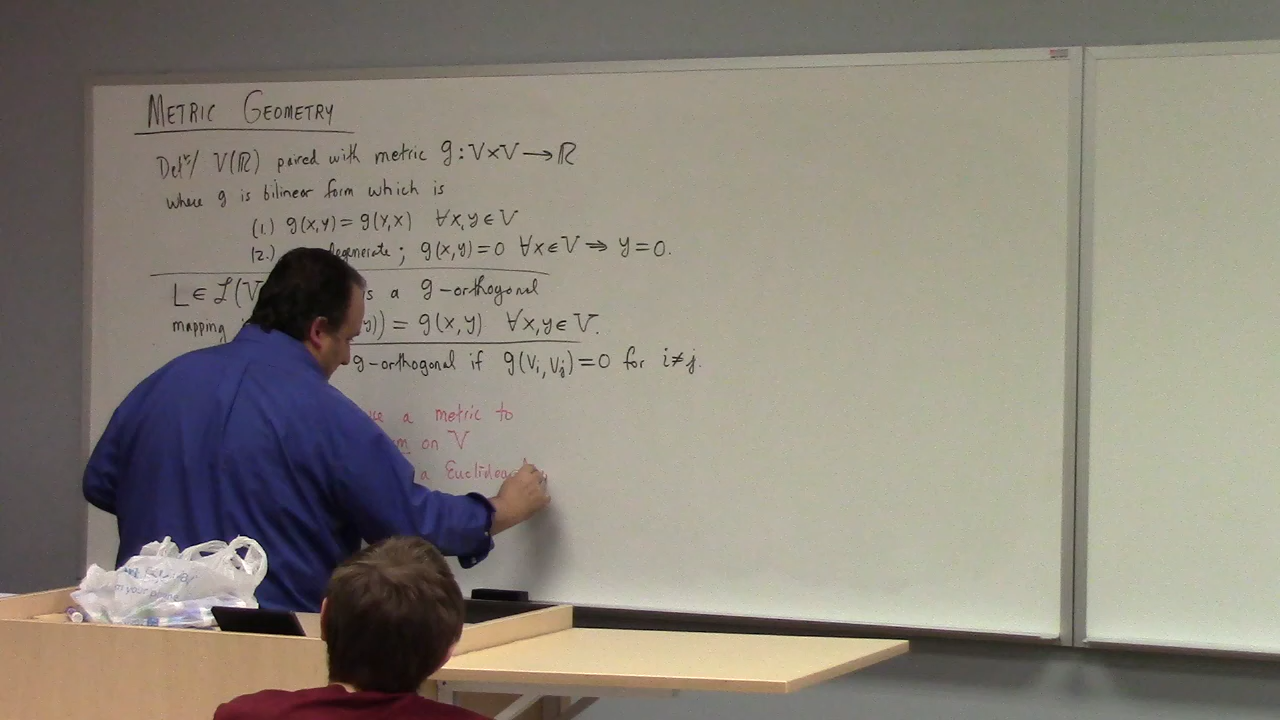 METRIC GEOMETRY
Defⁿ/ V(ℝ) paired with metric g : V×V → ℝ
where g is bilinear form which is
(1.) g(x,y) = g(y,x) ∀x,y ∈ V
(2.) degenerate ; g(x,y) = 0 ∀x ∈ V ⇒ y = 0.
L ∈ ℒ(V is a g-orthogonal
mapping y)) = g(x,y) ∀x,y ∈ V.
g-orthogonal if g(vᵢ,vⱼ) = 0 for i ≠ j.
a metric to
on V
a